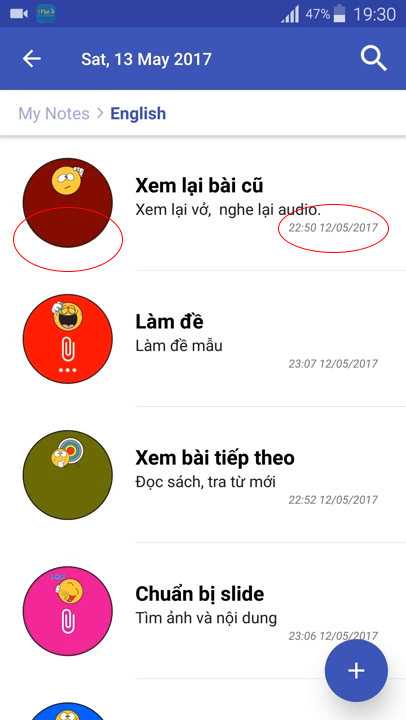 47% 19:30
Sat, 13 May 2017
My Notes > English
Xem lại bài cũ
Xem lại vở, nghe lại audio.
22:50 12/05/2017
Làm đề
Làm đề mẫu
23:07 12/05/2017
Xem bài tiếp theo
Đọc sách, tra từ mới
22:52 12/05/2017
LOL!
Chuẩn bị slide
Tìm ảnh và nội dung
23:06 12/05/2017